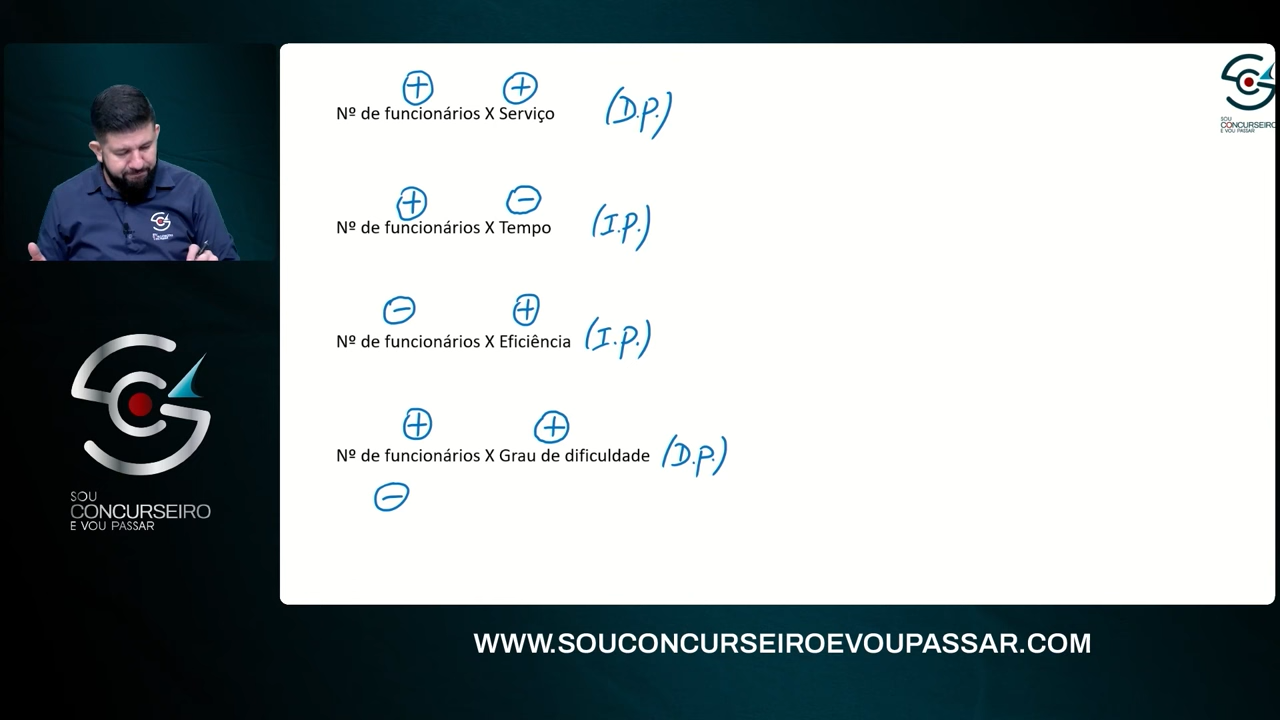 + +
Nº de funcionários X Serviço (D.P.)
+ -
Nº de funcionários X Tempo (I.P.)
- +
Nº de funcionários X Eficiência (I.P.)
+ +
Nº de funcionários X Grau de dificuldade (D.P.)
-
SOU
CONCURSEIRO
E VOU PASSAR
SOU
CONCURSEIRO
E VOU PASSAR
WWW.SOUCONCURSEIROEVOUPASSAR.COM